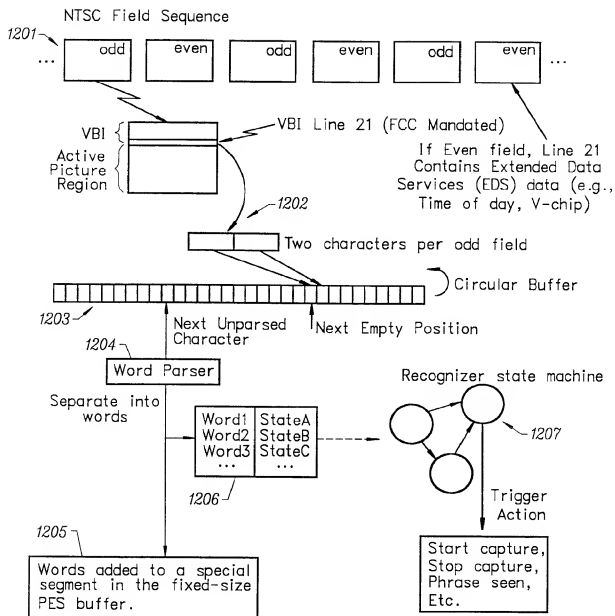 NTSC Field Sequence
1201
... odd even odd even odd even ...
VBI
VBI Line 21 (FCC Mandated)
Active
Picture
Region
If Even field, Line 21
Contains Extended Data
Services (EDS) data (e.g.,
Time of day, V-chip)
1202
Two characters per odd field
Circular Buffer
1203
Next Unparsed
Character
Next Empty Position
1204
Word Parser
Separate into
words
Recognizer state machine
Word1 StateA
Word2 StateB
Word3 StateC
... ...
1206
1207
Trigger
Action
1205
Words added to a special
segment in the fixed-size
PES buffer.
Start capture,
Stop capture,
Phrase seen,
Etc.